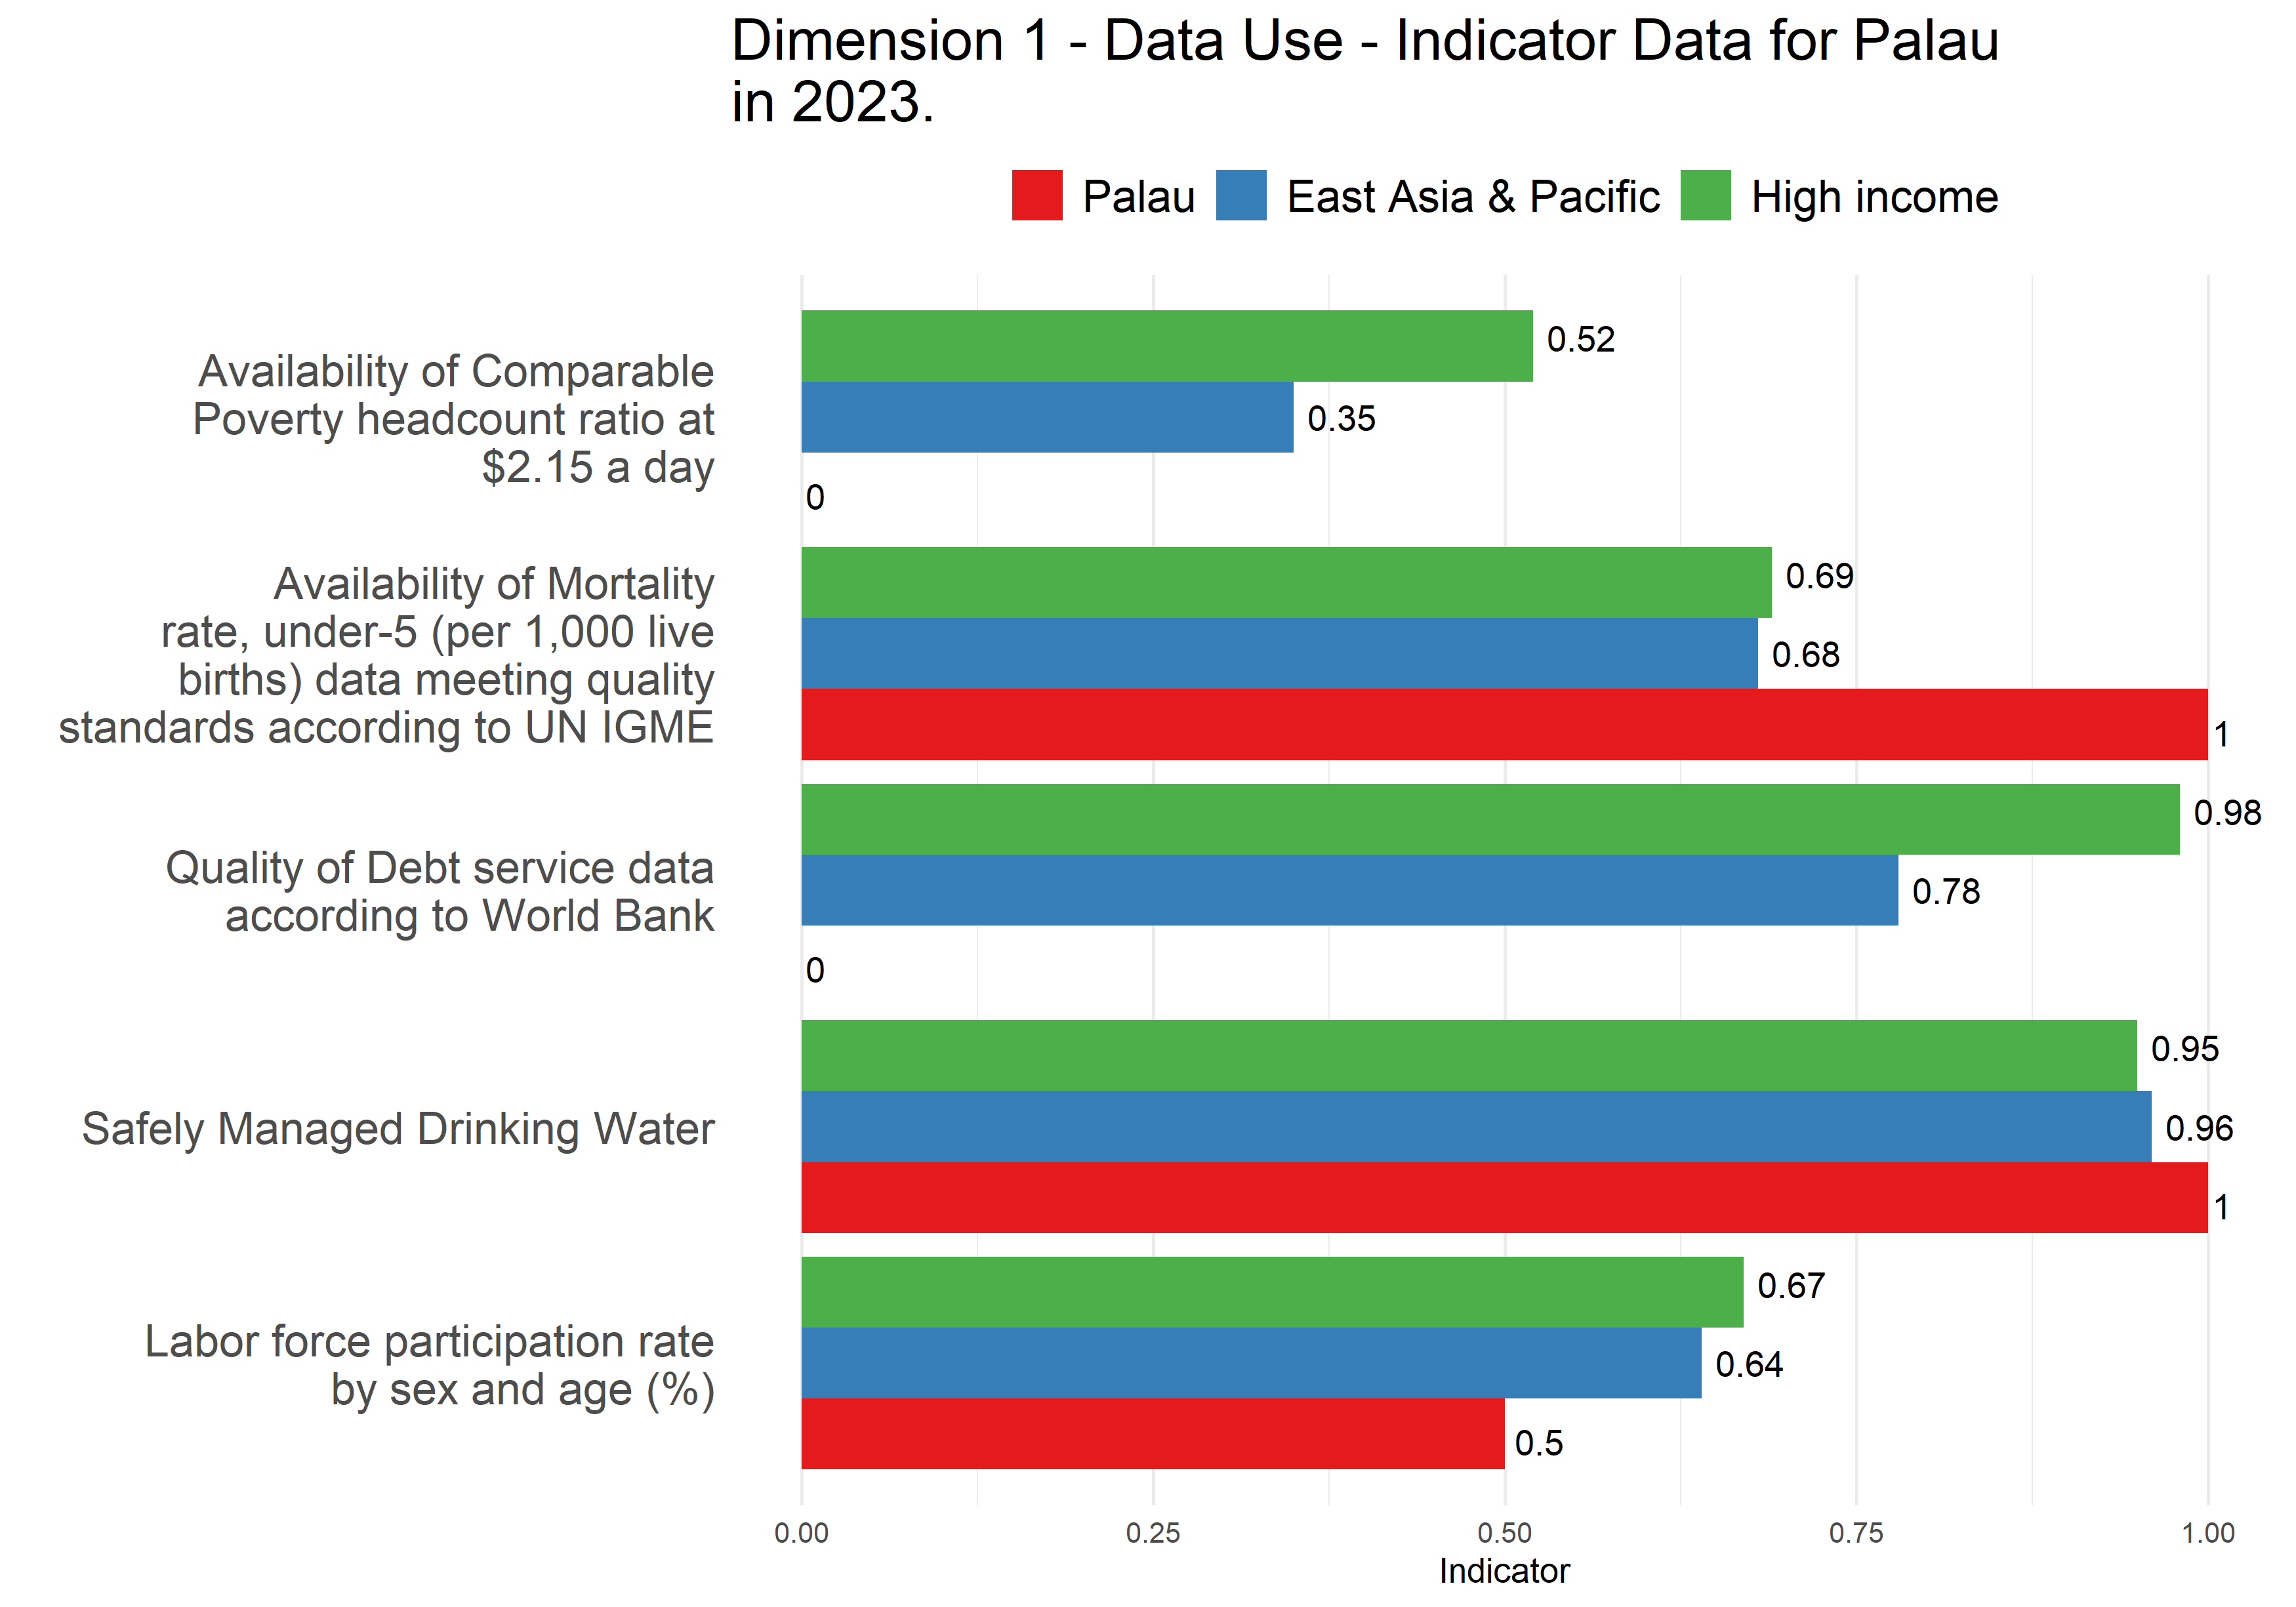 Dimension 1 - Data Use - Indicator Data for Palau
in 2023.
Palau
East Asia & Pacific
High income
Availability of Comparable
Poverty headcount ratio at
$2.15 a day
0.52
0.35
0
Availability of Mortality
rate, under-5 (per 1,000 live
births) data meeting quality
standards according to UN IGME
0.69
0.68
1
Quality of Debt service data
according to World Bank
0.98
0.78
0
Safely Managed Drinking Water
0.95
0.96
1
Labor force participation rate
by sex and age (%)
0.67
0.64
0.5
0.00
0.25
0.50
0.75
1.00
Indicator